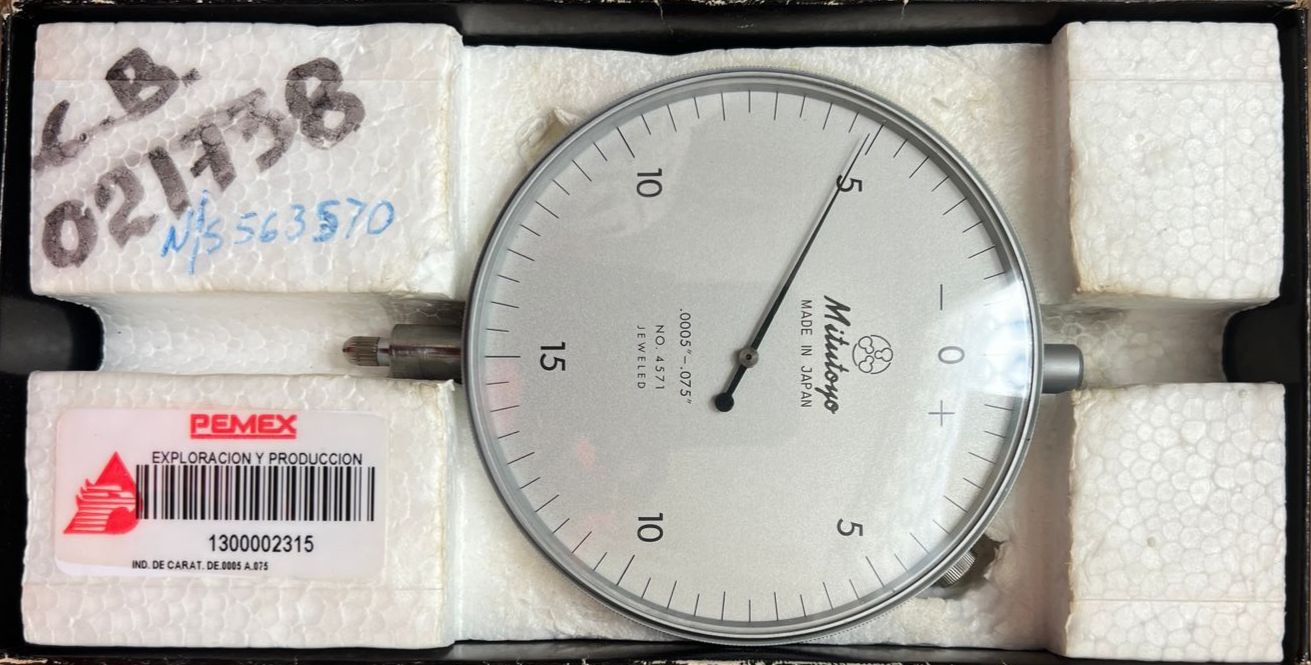 C.B.
021738
N/S 563570
PEMEX
EXPLORACION Y PRODUCCION
1300002315
IND. DE CARAT. DE.0005 A.075
0
- +
5 5
10 10
15
Mitutoyo
MADE IN JAPAN
.0005"-.075"
NO. 4571
JEWELED